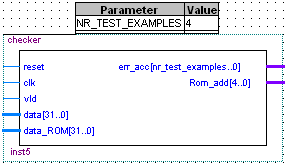 Parameter Value
NR_TEST_EXAMPLES 4
checker
reset err_acc[nr_test_examples..0]
clk Rom_add[4..0]
vld
data[31..0]
data_ROM[31..0]
inst5